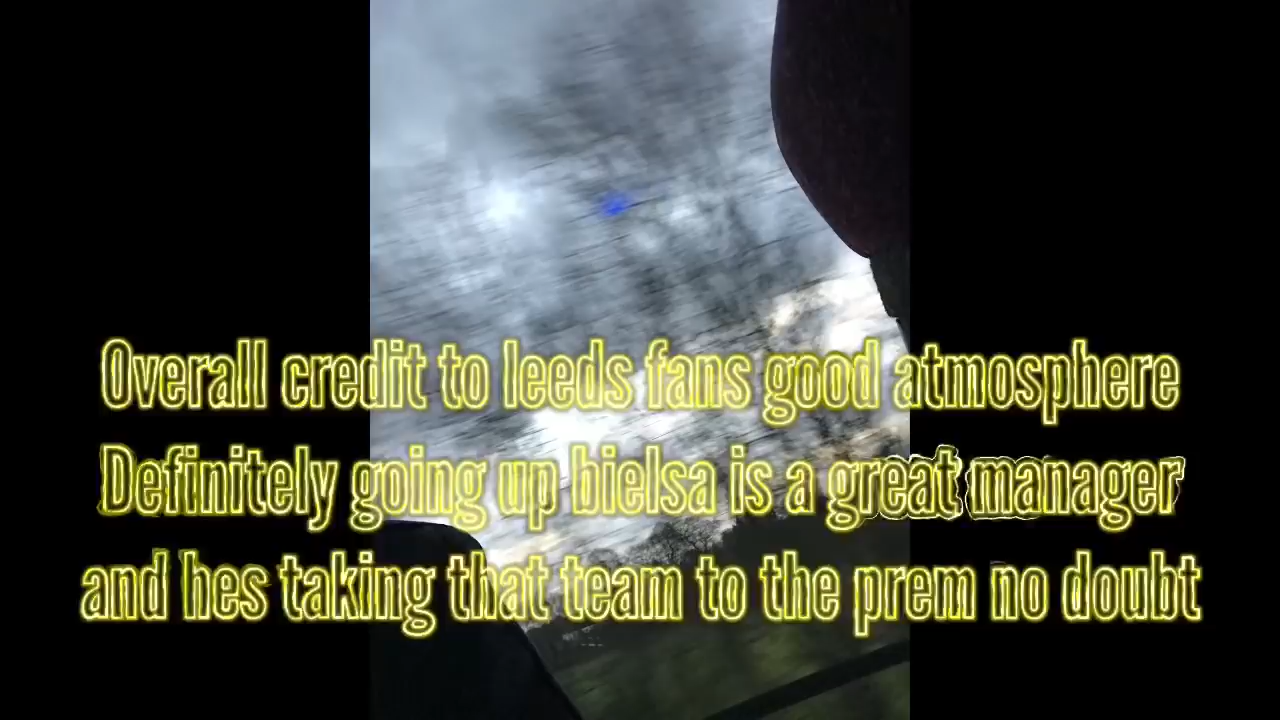 Overall credit to leeds fans good atmosphere
Definitely going up bielsa is a great manager
and hes taking that team to the prem no doubt